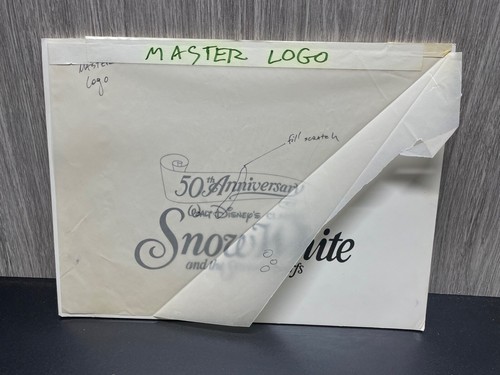 MASTER LOGO
MASTER
Logo
fill scratch
50th Anniversary
WALT DISNEY'S
Snow White
and the